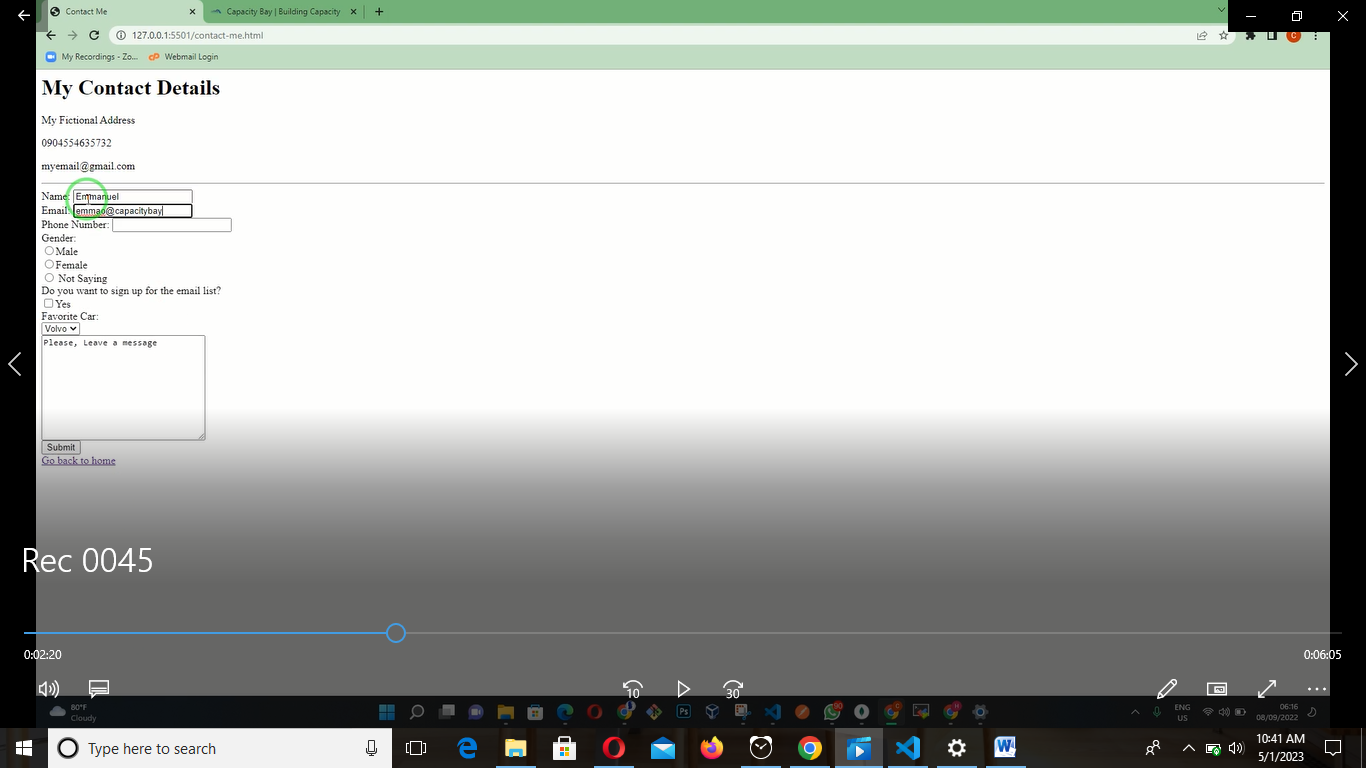 Contact Me
Capacity Bay | Building Capacity
127.0.0.1:5501/contact-me.html
C
My Recordings - Zo...
Webmail Login
My Contact Details
My Fictional Address
0904554635732
myemail@gmail.com
Name: Emmanuel
Email: emmao@capacitybay
Phone Number:
Gender:
Male
Female
Not Saying
Do you want to sign up for the email list?
Yes
Favorite Car:
Volvo
Please, Leave a message
Submit
Go back to home
Rec 0045
0:02:20
0:06:05
10
30
80°F
Cloudy
Ps
ENG
US
06:16
08/09/2022
Type here to search
10:41 AM
5/1/2023